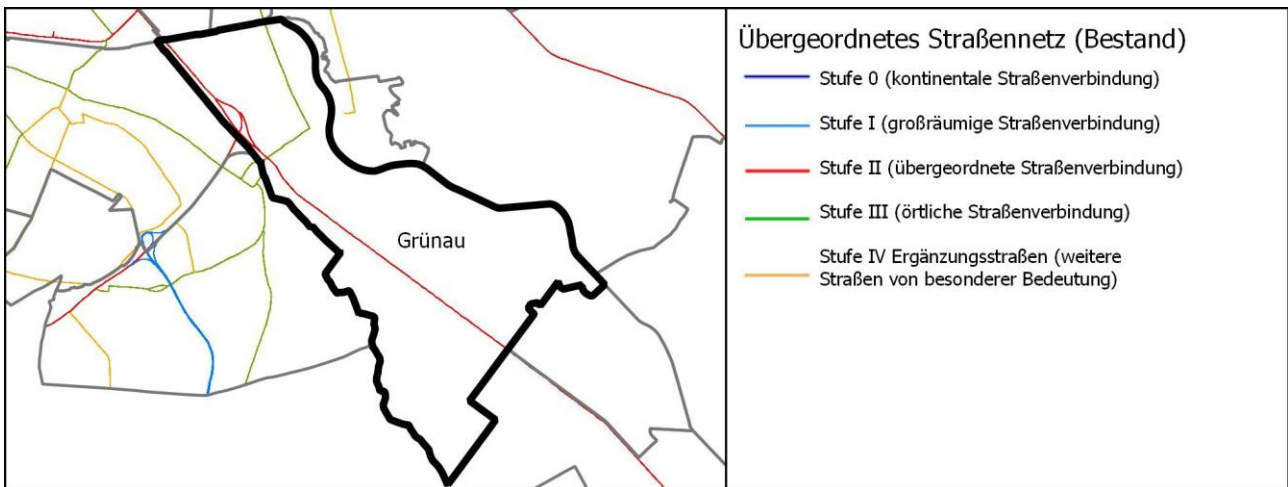 Grünau
Übergeordnetes Straßennetz (Bestand)
Stufe 0 (kontinentale Straßenverbindung)
Stufe I (großräumige Straßenverbindung)
Stufe II (übergeordnete Straßenverbindung)
Stufe III (örtliche Straßenverbindung)
Stufe IV Ergänzungsstraßen (weitere
Straßen von besonderer Bedeutung)